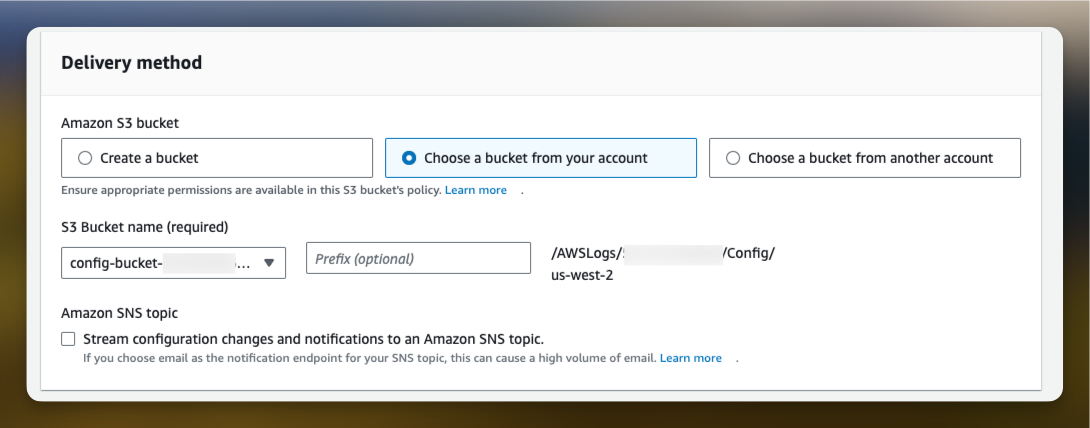 Delivery method
Amazon S3 bucket
Create a bucket
Choose a bucket from your account
Choose a bucket from another account
Ensure appropriate permissions are available in this S3 bucket's policy. Learn more .
S3 Bucket name (required)
config-bucket- ...
Prefix (optional)
/AWSLogs/ /Config/
us-west-2
Amazon SNS topic
Stream configuration changes and notifications to an Amazon SNS topic.
If you choose email as the notification endpoint for your SNS topic, this can cause a high volume of email. Learn more .